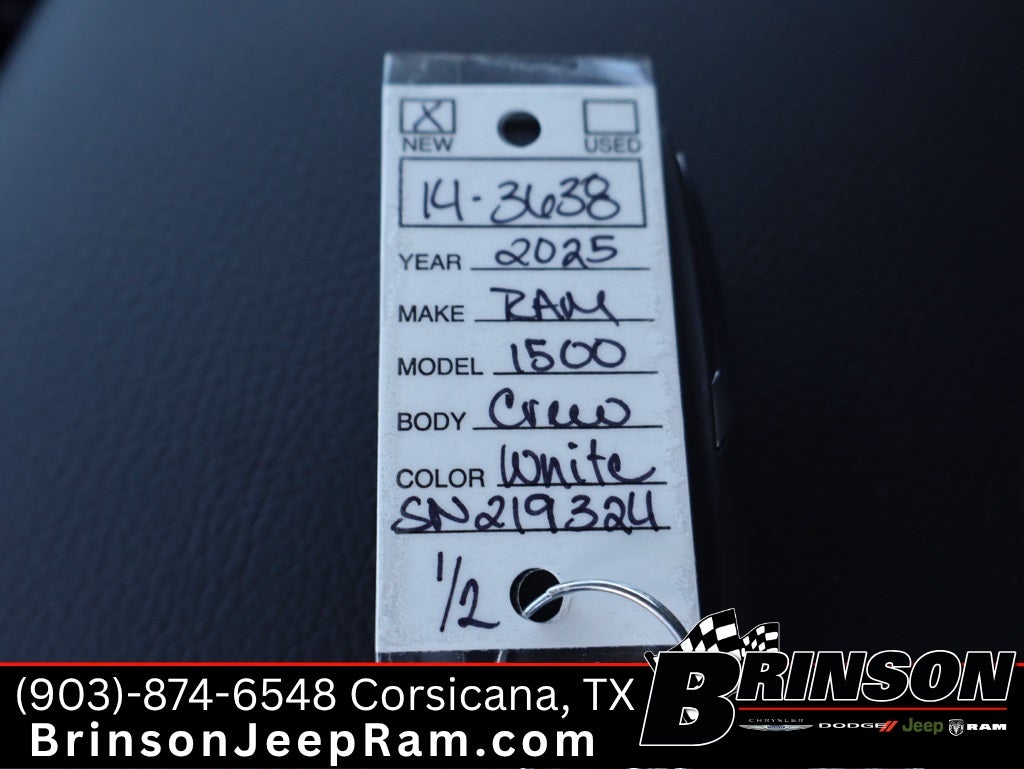 X
NEW USED
14-3638
YEAR 2025
MAKE RAM
MODEL 1500
BODY Crew
COLOR White
SN219324
1/2
(903)-874-6548 Corsicana, TX
BrinsonJeepRam.com
BRINSON
CHRYSLER DODGE// Jeep RAM